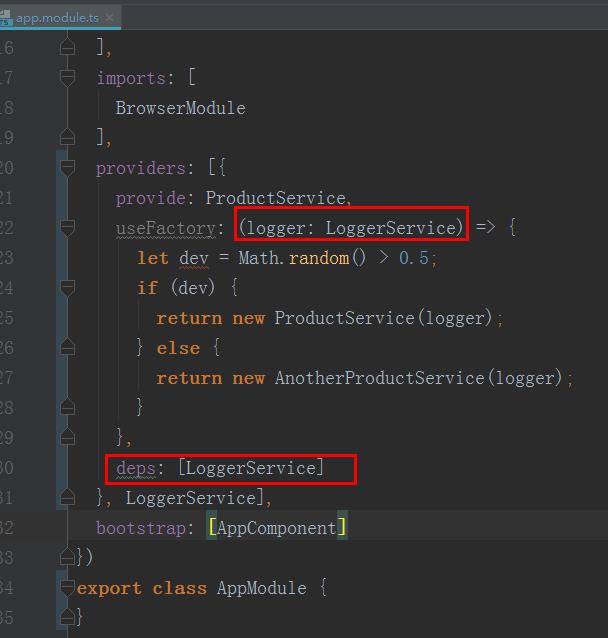 TS app.module.ts ×
16 ],
17 imports: [
18 BrowserModule
19 ],
20 providers: [{
21 provide: ProductService,
22 useFactory: (logger: LoggerService) => {
23 let dev = Math.random() > 0.5;
24 if (dev) {
25 return new ProductService(logger);
26 } else {
27 return new AnotherProductService(logger);
28 }
29 },
30 deps: [LoggerService]
31 }, LoggerService],
32 bootstrap: [AppComponent]
33 })
34 export class AppModule {
35 }